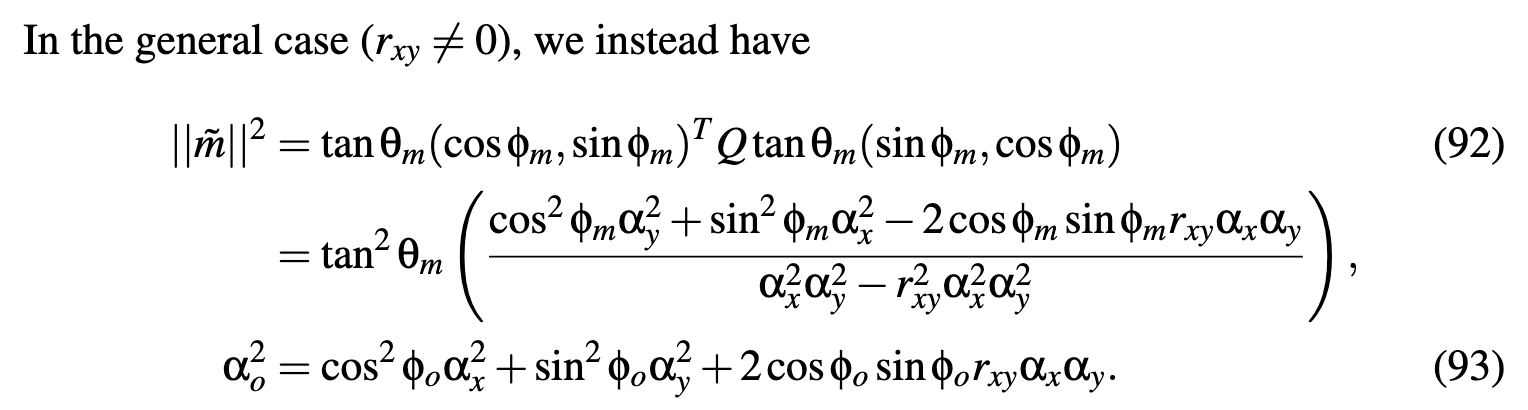 In the general case (r_{xy} ≠ 0), we instead have
||m̃||² = tan θ_m (cos ϕ_m, sin ϕ_m)^T Q tan θ_m (sin ϕ_m, cos ϕ_m) (92)
= tan² θ_m ( (cos² ϕ_m α_y² + sin² ϕ_m α_x² − 2 cos ϕ_m sin ϕ_m r_{xy} α_x α_y) / (α_x² α_y² − r_{xy}² α_x² α_y²) ) ,
α_o² = cos² ϕ_o α_x² + sin² ϕ_o α_y² + 2 cos ϕ_o sin ϕ_o r_{xy} α_x α_y. (93)